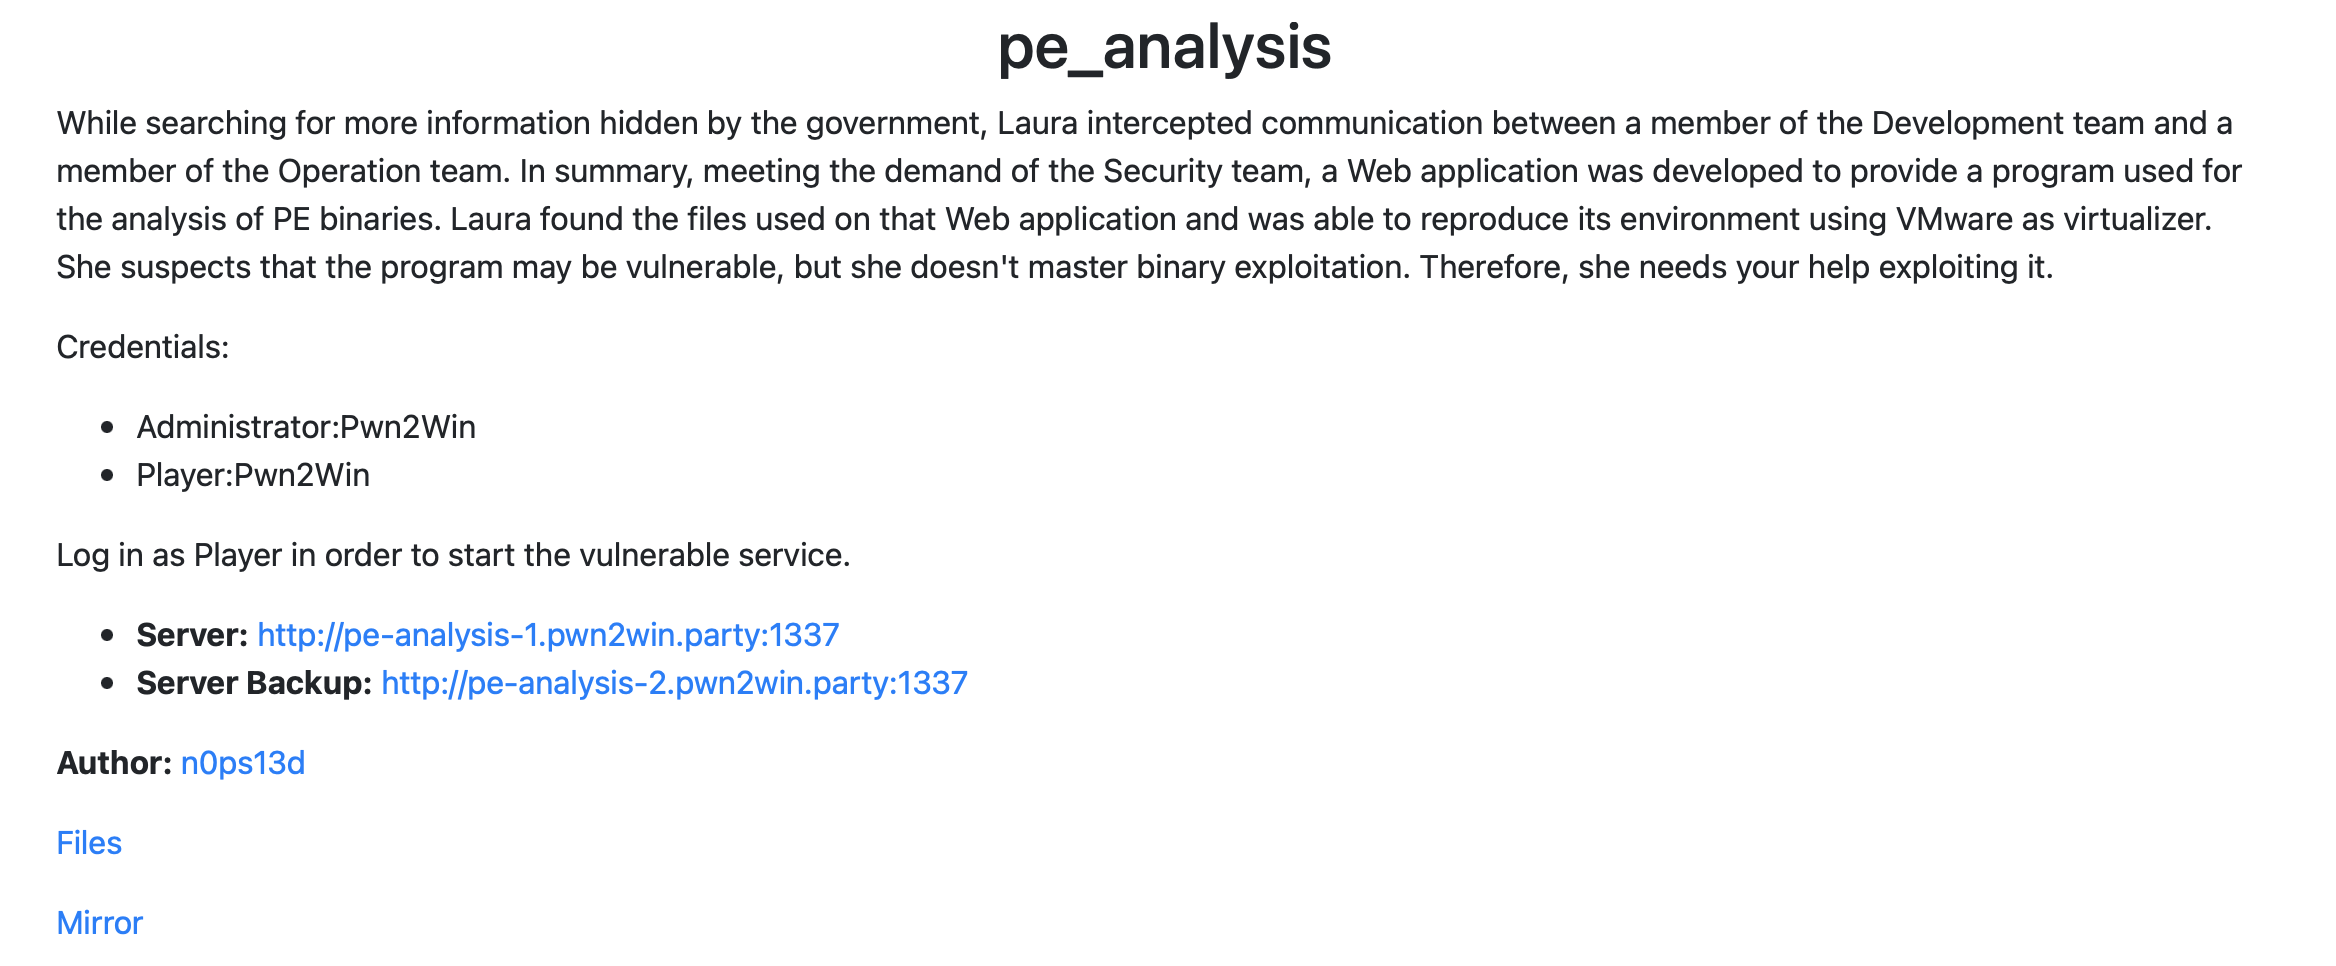 pe_analysis
While searching for more information hidden by the government, Laura intercepted communication between a member of the Development team and a
member of the Operation team. In summary, meeting the demand of the Security team, a Web application was developed to provide a program used for
the analysis of PE binaries. Laura found the files used on that Web application and was able to reproduce its environment using VMware as virtualizer.
She suspects that the program may be vulnerable, but she doesn't master binary exploitation. Therefore, she needs your help exploiting it.
Credentials:
• Administrator:Pwn2Win
• Player:Pwn2Win
Log in as Player in order to start the vulnerable service.
• Server: http://pe-analysis-1.pwn2win.party:1337
• Server Backup: http://pe-analysis-2.pwn2win.party:1337
Author: n0ps13d
Files
Mirror